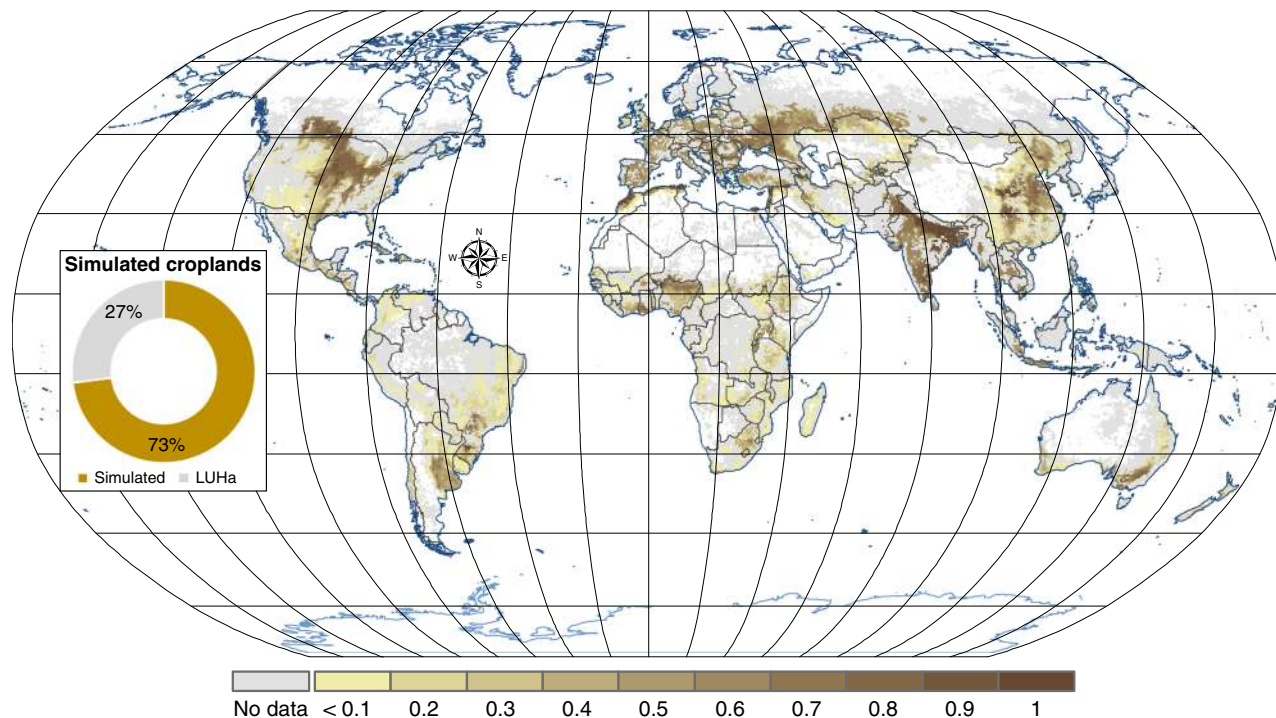 N
W E
S
Simulated croplands
27%
73%
Simulated LUHa
No data < 0.1 0.2 0.3 0.4 0.5 0.6 0.7 0.8 0.9 1